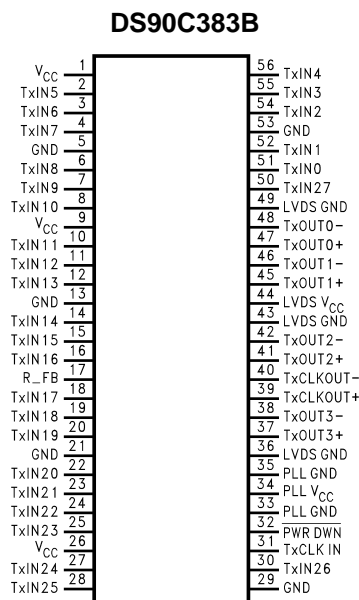 DS90C383B
VCC 1 56 TxIN4
TxIN5 2 55 TxIN3
TxIN6 3 54 TxIN2
TxIN7 4 53 GND
GND 5 52 TxIN1
TxIN8 6 51 TxIN0
TxIN9 7 50 TxIN27
TxIN10 8 49 LVDS GND
VCC 9 48 TxOUT0-
TxIN11 10 47 TxOUT0+
TxIN12 11 46 TxOUT1-
TxIN13 12 45 TxOUT1+
GND 13 44 LVDS VCC
TxIN14 14 43 LVDS GND
TxIN15 15 42 TxOUT2-
TxIN16 16 41 TxOUT2+
R_FB 17 40 TxCLKOUT-
TxIN17 18 39 TxCLKOUT+
TxIN18 19 38 TxOUT3-
TxIN19 20 37 TxOUT3+
GND 21 36 LVDS GND
TxIN20 22 35 PLL GND
TxIN21 23 34 PLL VCC
TxIN22 24 33 PLL GND
TxIN23 25 32 PWR DWN
VCC 26 31 TxCLK IN
TxIN24 27 30 TxIN26
TxIN25 28 29 GND